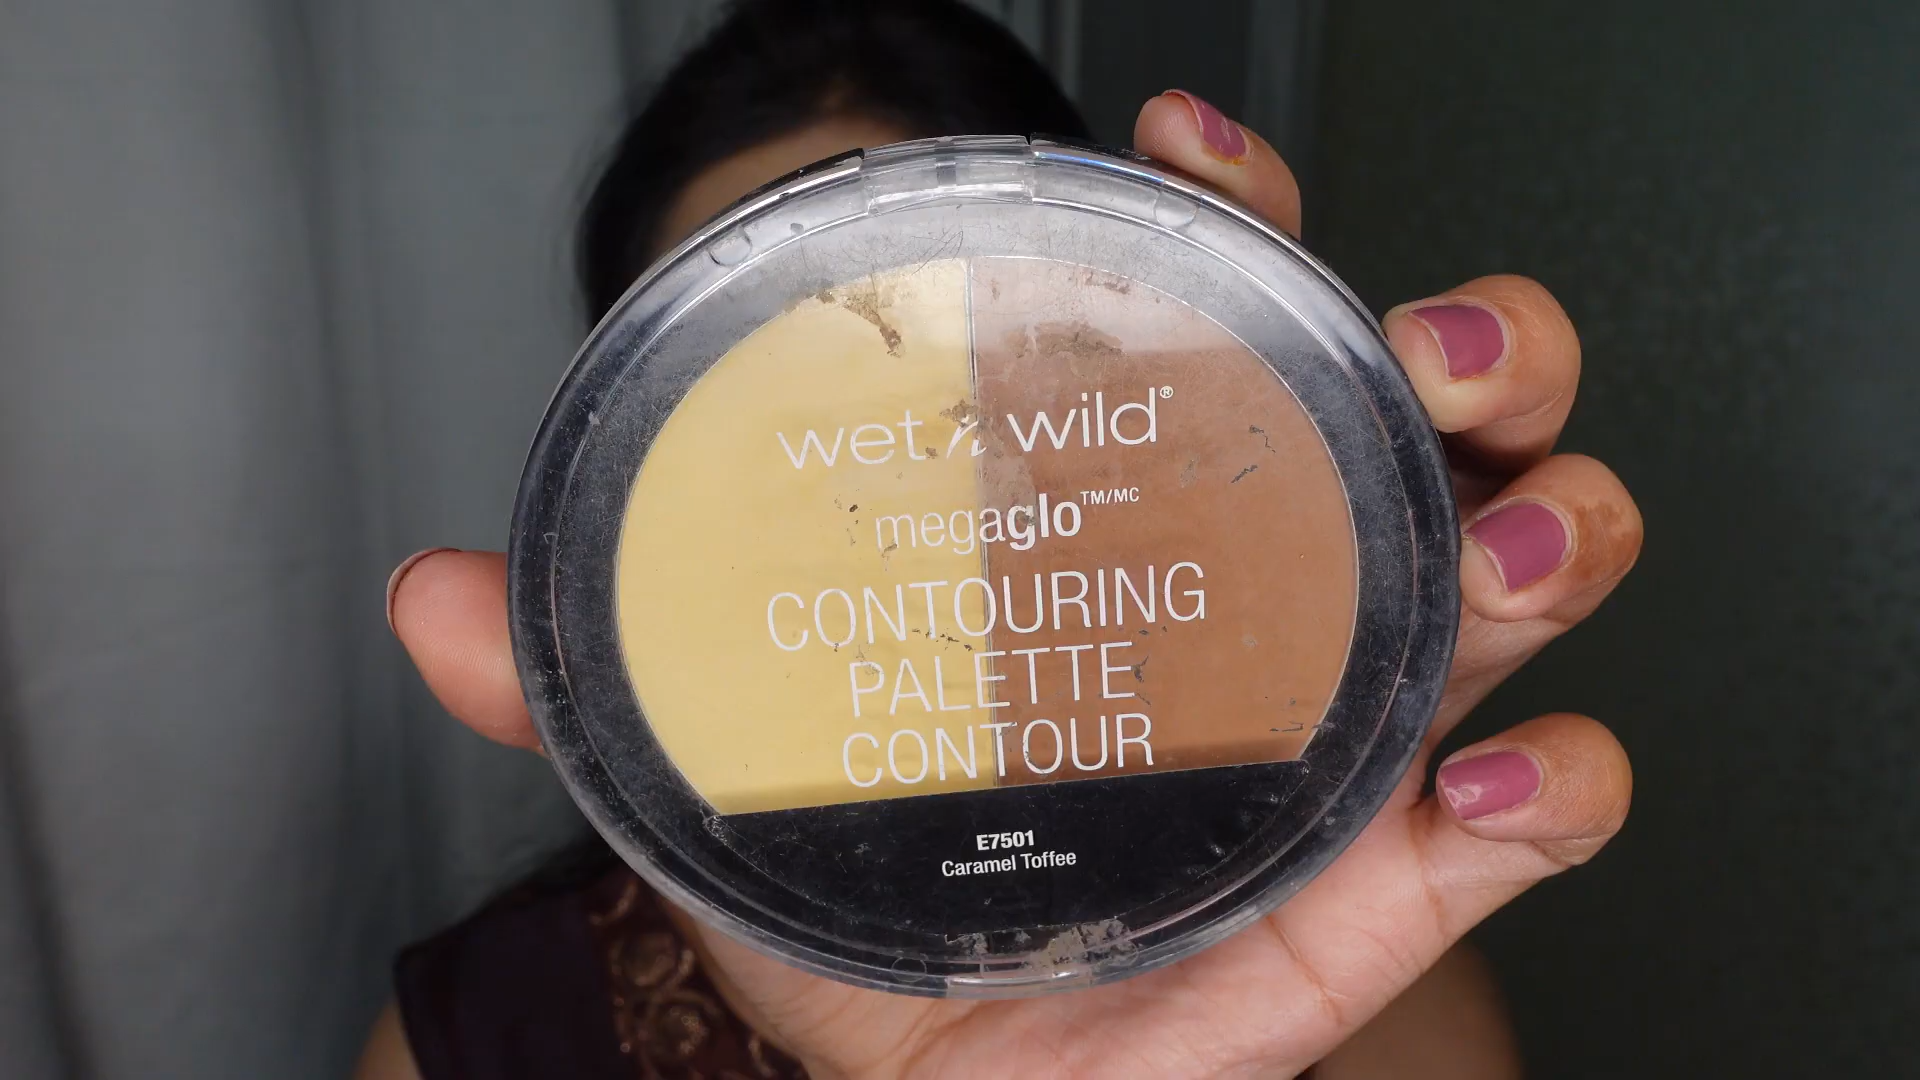 wet n wild®
megaglo™/MC
CONTOURING
PALETTE
CONTOUR
E7501
Caramel Toffee